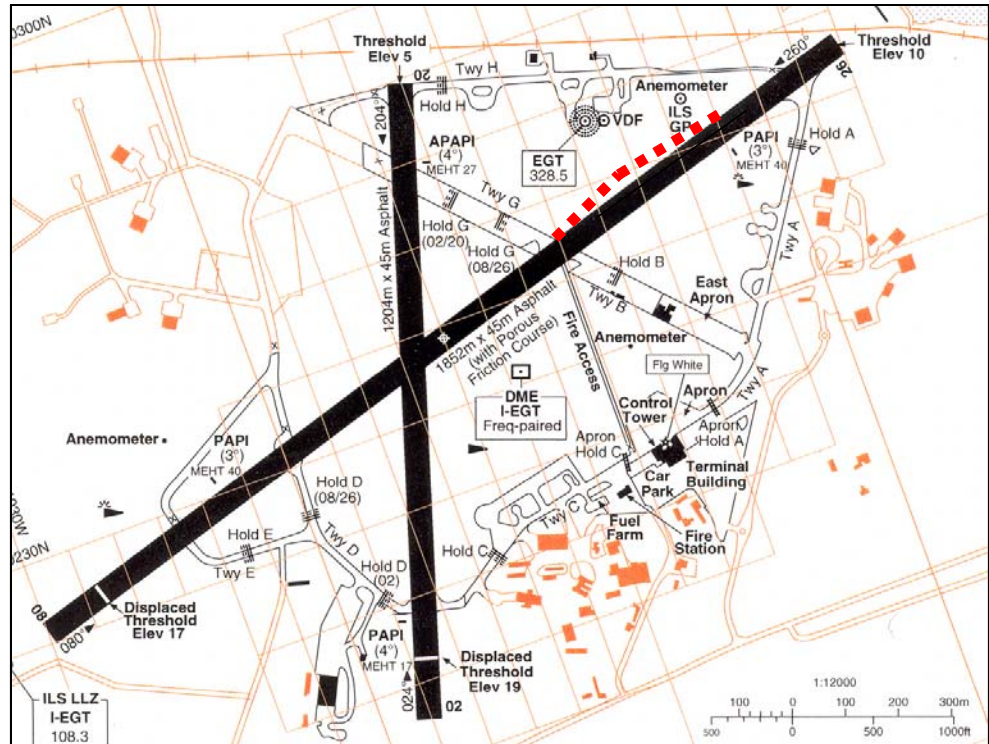 0300N
Threshold
Elev 5
260°
Threshold
Elev 10
20
Twy H
26
Hold H
Anemometer
ILS
GP
204°
VDF
APAPI
(4°)
MEHT 27
EGT
328.5
PAPI
(3°)
MEHT 40
Hold A
Twy G
Hold G
(02/20)
Hold G
(08/26)
Twy A
1204m x 45m Asphalt
Hold B
East
Apron
Twy B
1852m x 45m Asphalt
(with Porous
Friction Course)
Fire Access
Anemometer
H
Flg White
DME
I-EGT
Freq-paired
Control
Tower
Apron
Twy A
Anemometer
PAPI
(3°)
MEHT 40
Apron
Hold C
Apron
Hold A
Terminal
Building
Car
Park
Hold D
(08/26)
Twy C
Fuel
Farm
Fire
Station
0230N
Hold E
Twy D
Twy E
Hold C
Hold D
(02)
08
080°
Displaced
Threshold
Elev 17
PAPI
(4°)
MEHT 17
Displaced
Threshold
Elev 19
024°
02
ILS LLZ
I-EGT
108.3
1:12000
100 0 100 200 300m
500 0 500 1000ft